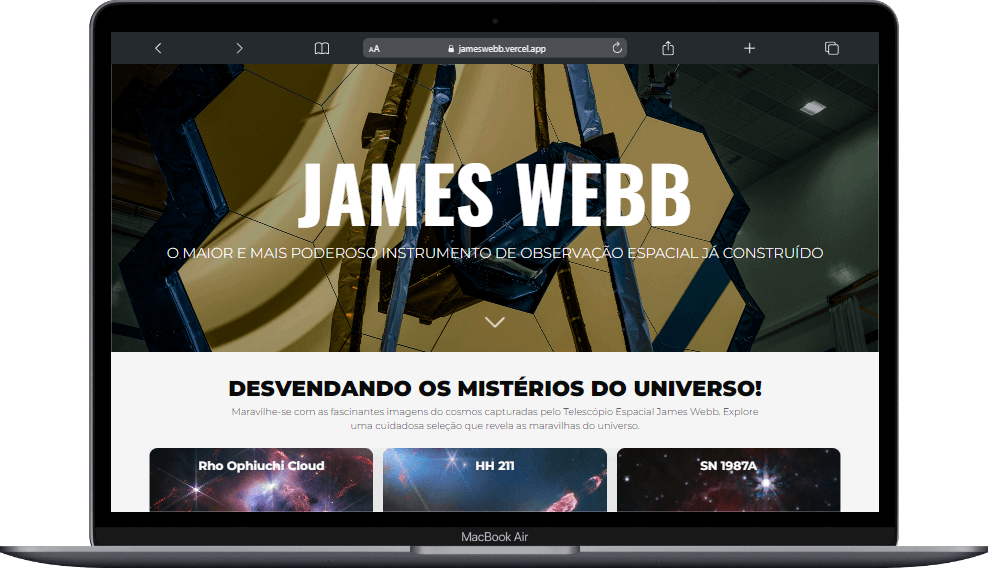 AA jameswebb.vercel.app
JAMES WEBB
O MAIOR E MAIS PODEROSO INSTRUMENTO DE OBSERVAÇÃO ESPACIAL JÁ CONSTRUÍDO
DESVENDANDO OS MISTÉRIOS DO UNIVERSO!
Maravilhe-se com as fascinantes imagens do cosmos capturadas pelo Telescópio Espacial James Webb. Explore
uma cuidadosa seleção que revela as maravilhas do universo.
Rho Ophiuchi Cloud HH 211 SN 1987A
MacBook Air